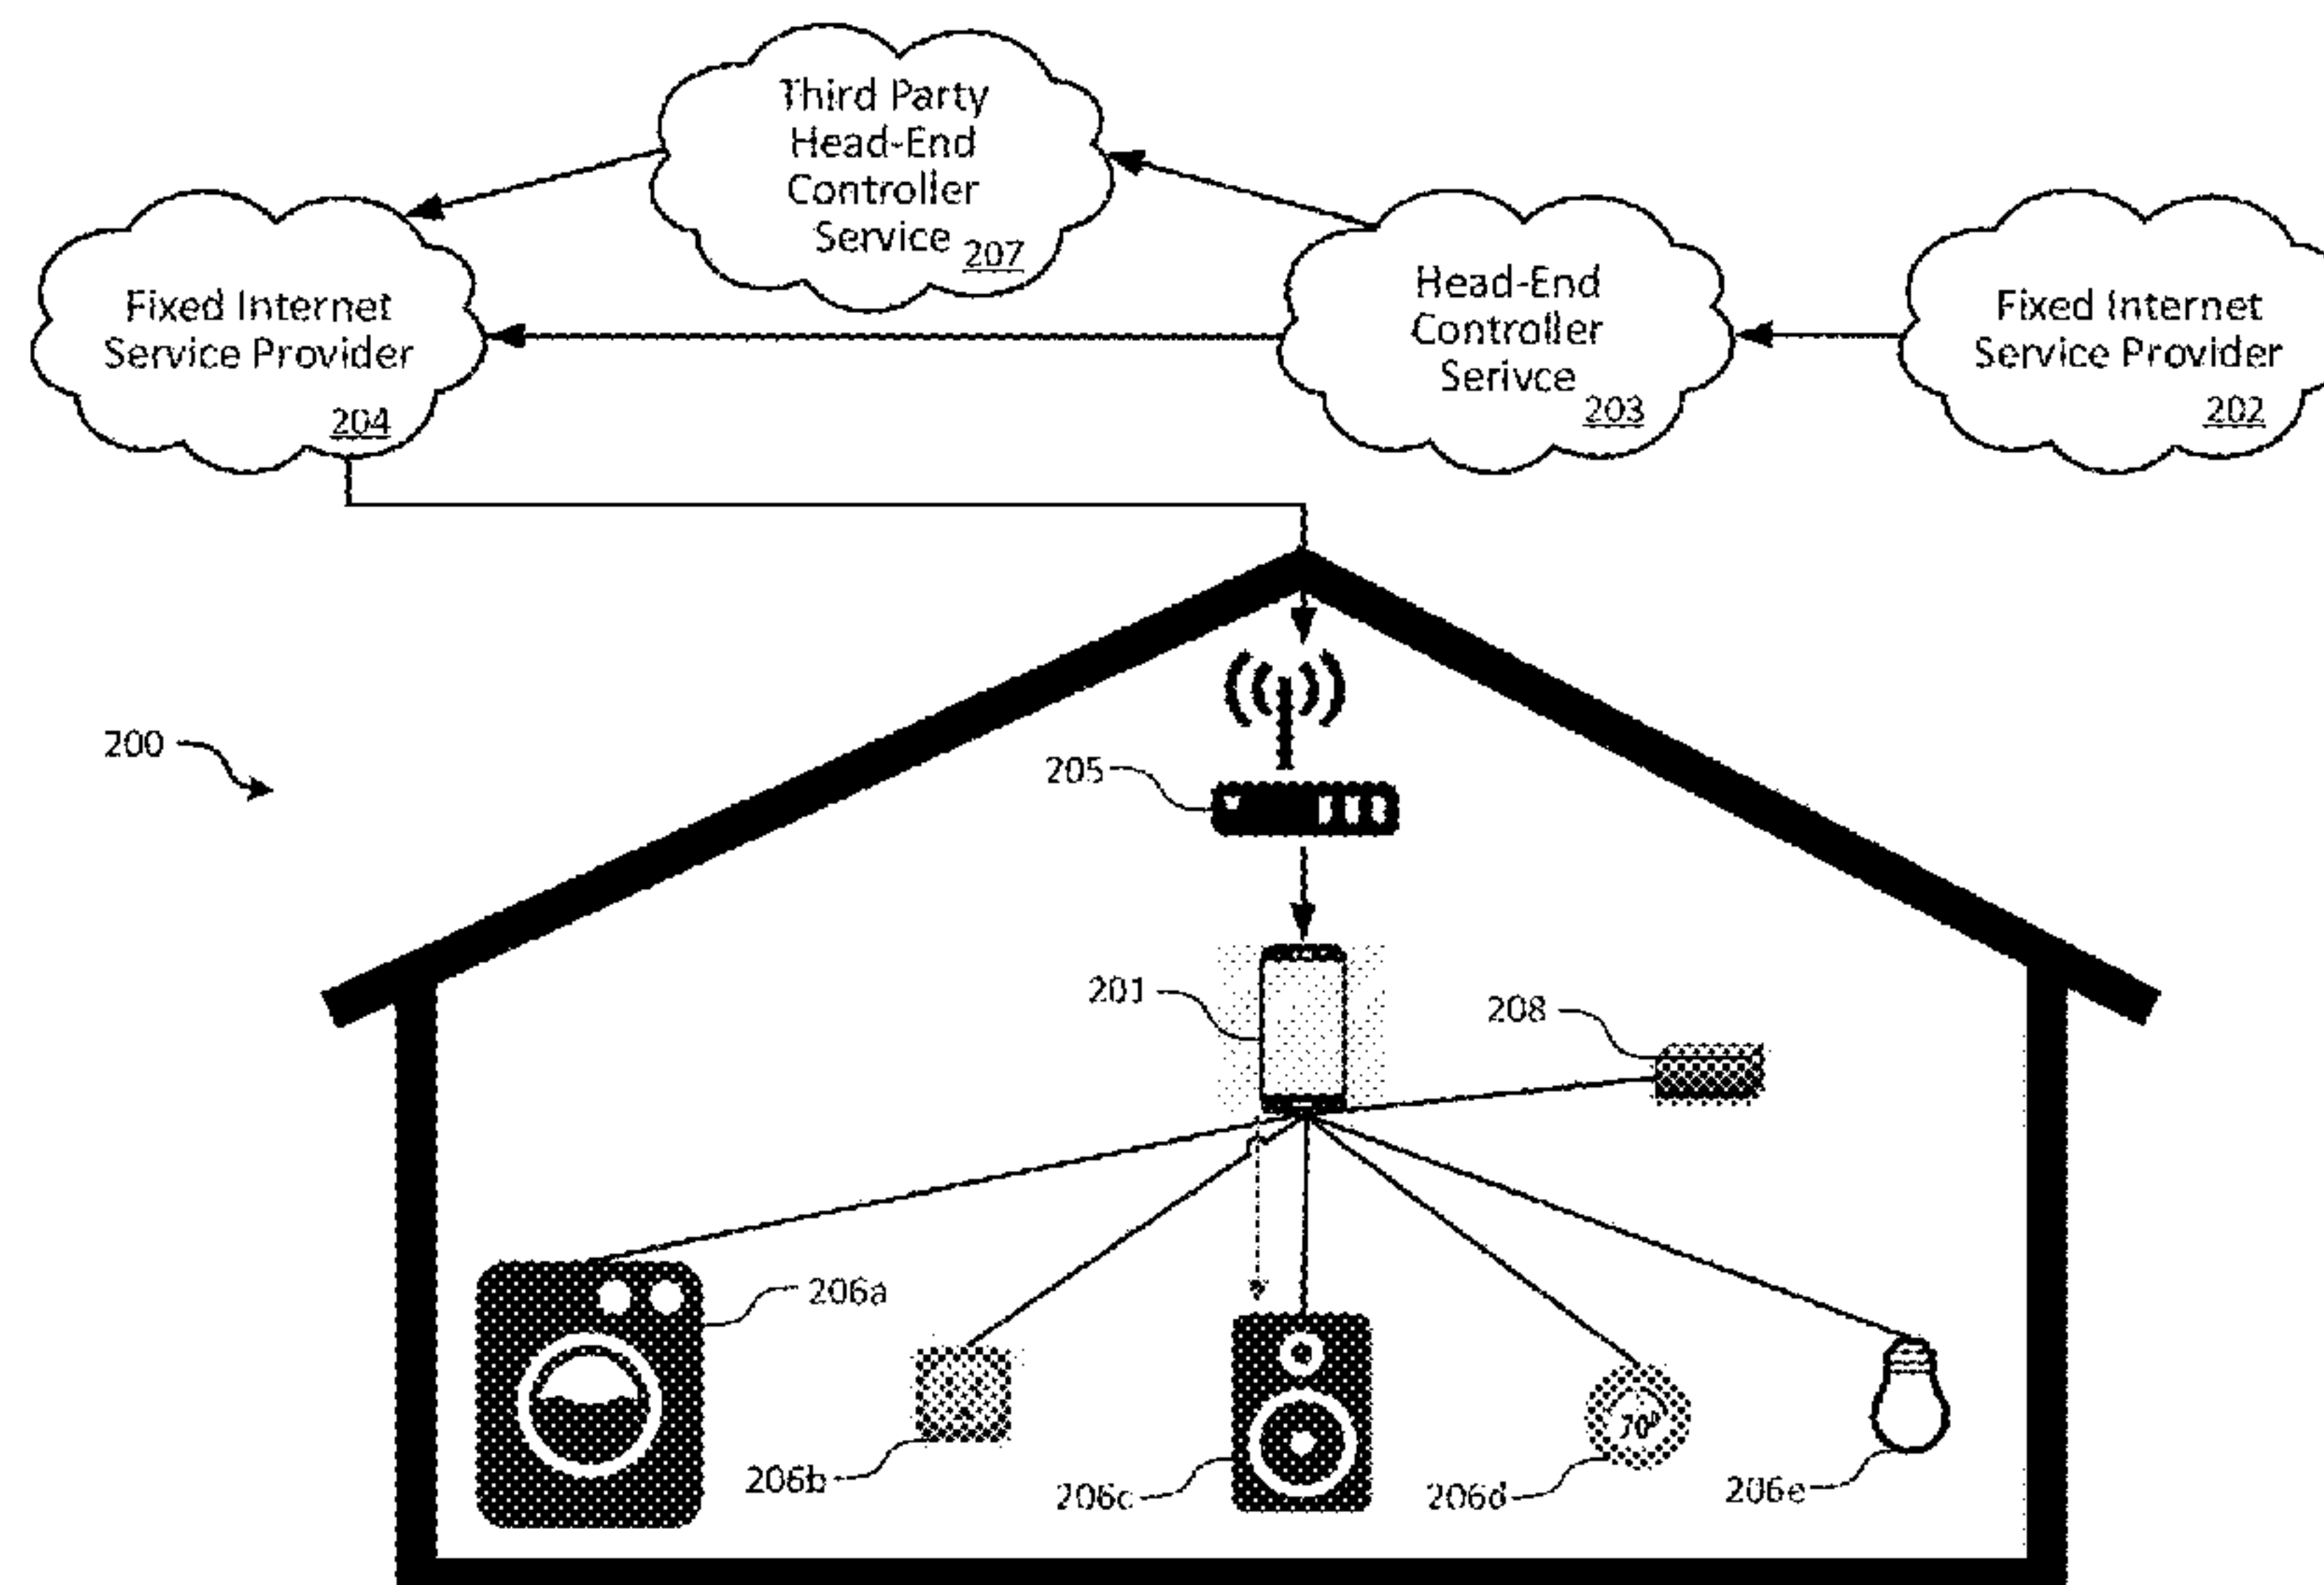 Third Party
Head-End
Controller
Service 207
Fixed Internet
Service Provider
204
Head-End
Controller
Serivce
203
Fixed Internet
Service Provider
202
200
205
201
208
206a
206b
206c
206d
206e
70°